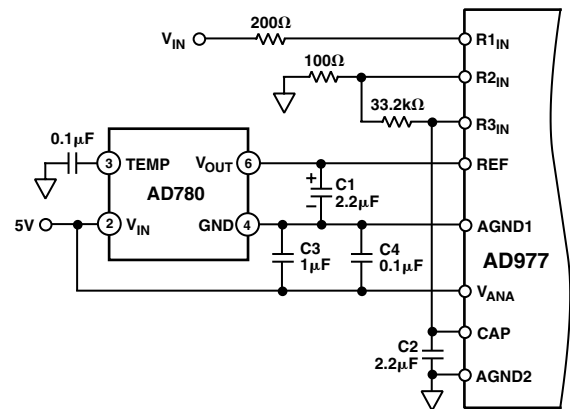 200Ω
V_IN
R1_IN
100Ω
R2_IN
33.2kΩ
R3_IN
0.1μF
3 TEMP
V_OUT 6
REF
AD780
+
C1
2.2μF
–
5V
2 V_IN
GND 4
AGND1
C3
1μF
C4
0.1μF
AD977
V_ANA
CAP
C2
2.2μF
AGND2